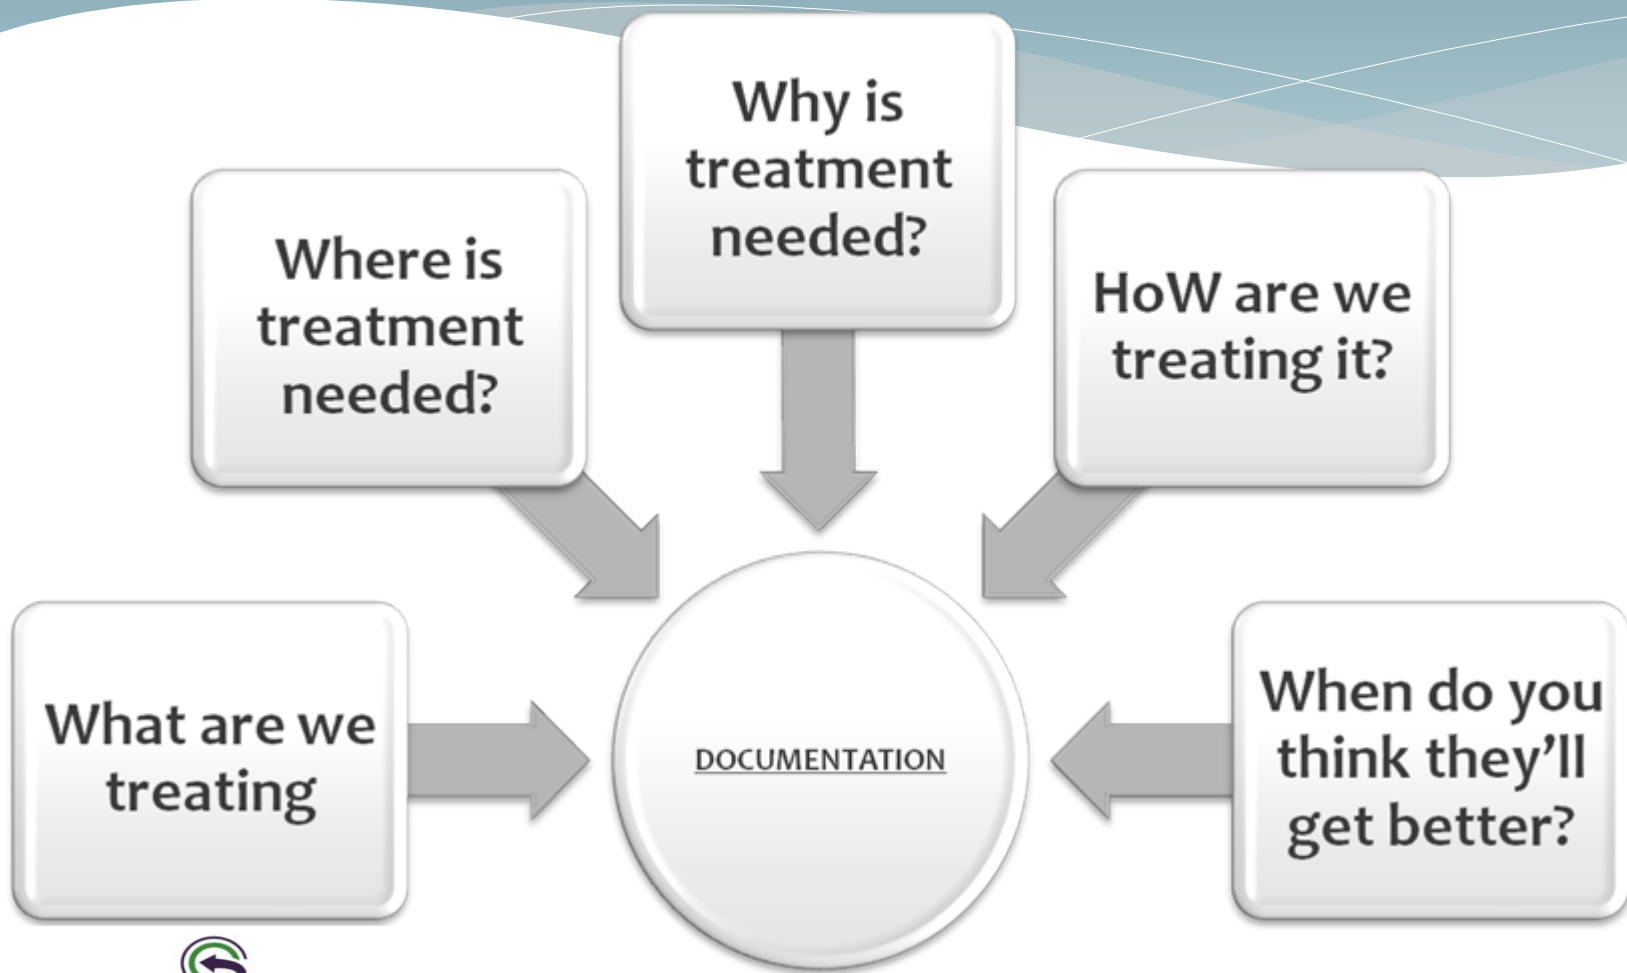 Why is
treatment
needed?
Where is
treatment
needed?
HoW are we
treating it?
What are we
treating
DOCUMENTATION
When do you
think they’ll
get better?